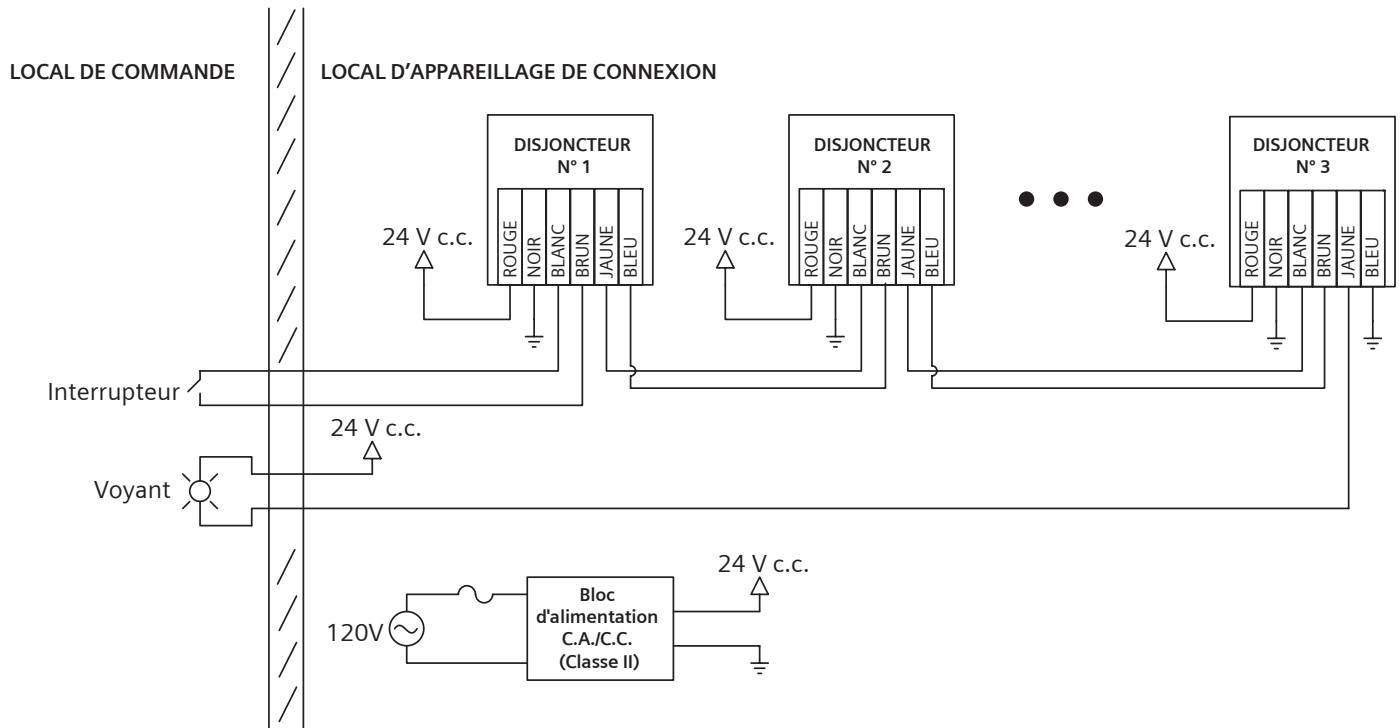 LOCAL DE COMMANDE
LOCAL D'APPAREILLAGE DE CONNEXION
DISJONCTEUR
N° 1
ROUGE
NOIR
BLANC
BRUN
JAUNE
BLEU
24 V c.c.
DISJONCTEUR
N° 2
ROUGE
NOIR
BLANC
BRUN
JAUNE
BLEU
24 V c.c.
DISJONCTEUR
N° 3
ROUGE
NOIR
BLANC
BRUN
JAUNE
BLEU
24 V c.c.
Interrupteur
24 V c.c.
Voyant
24 V c.c.
120V
Bloc
d'alimentation
C.A./C.C.
(Classe II)